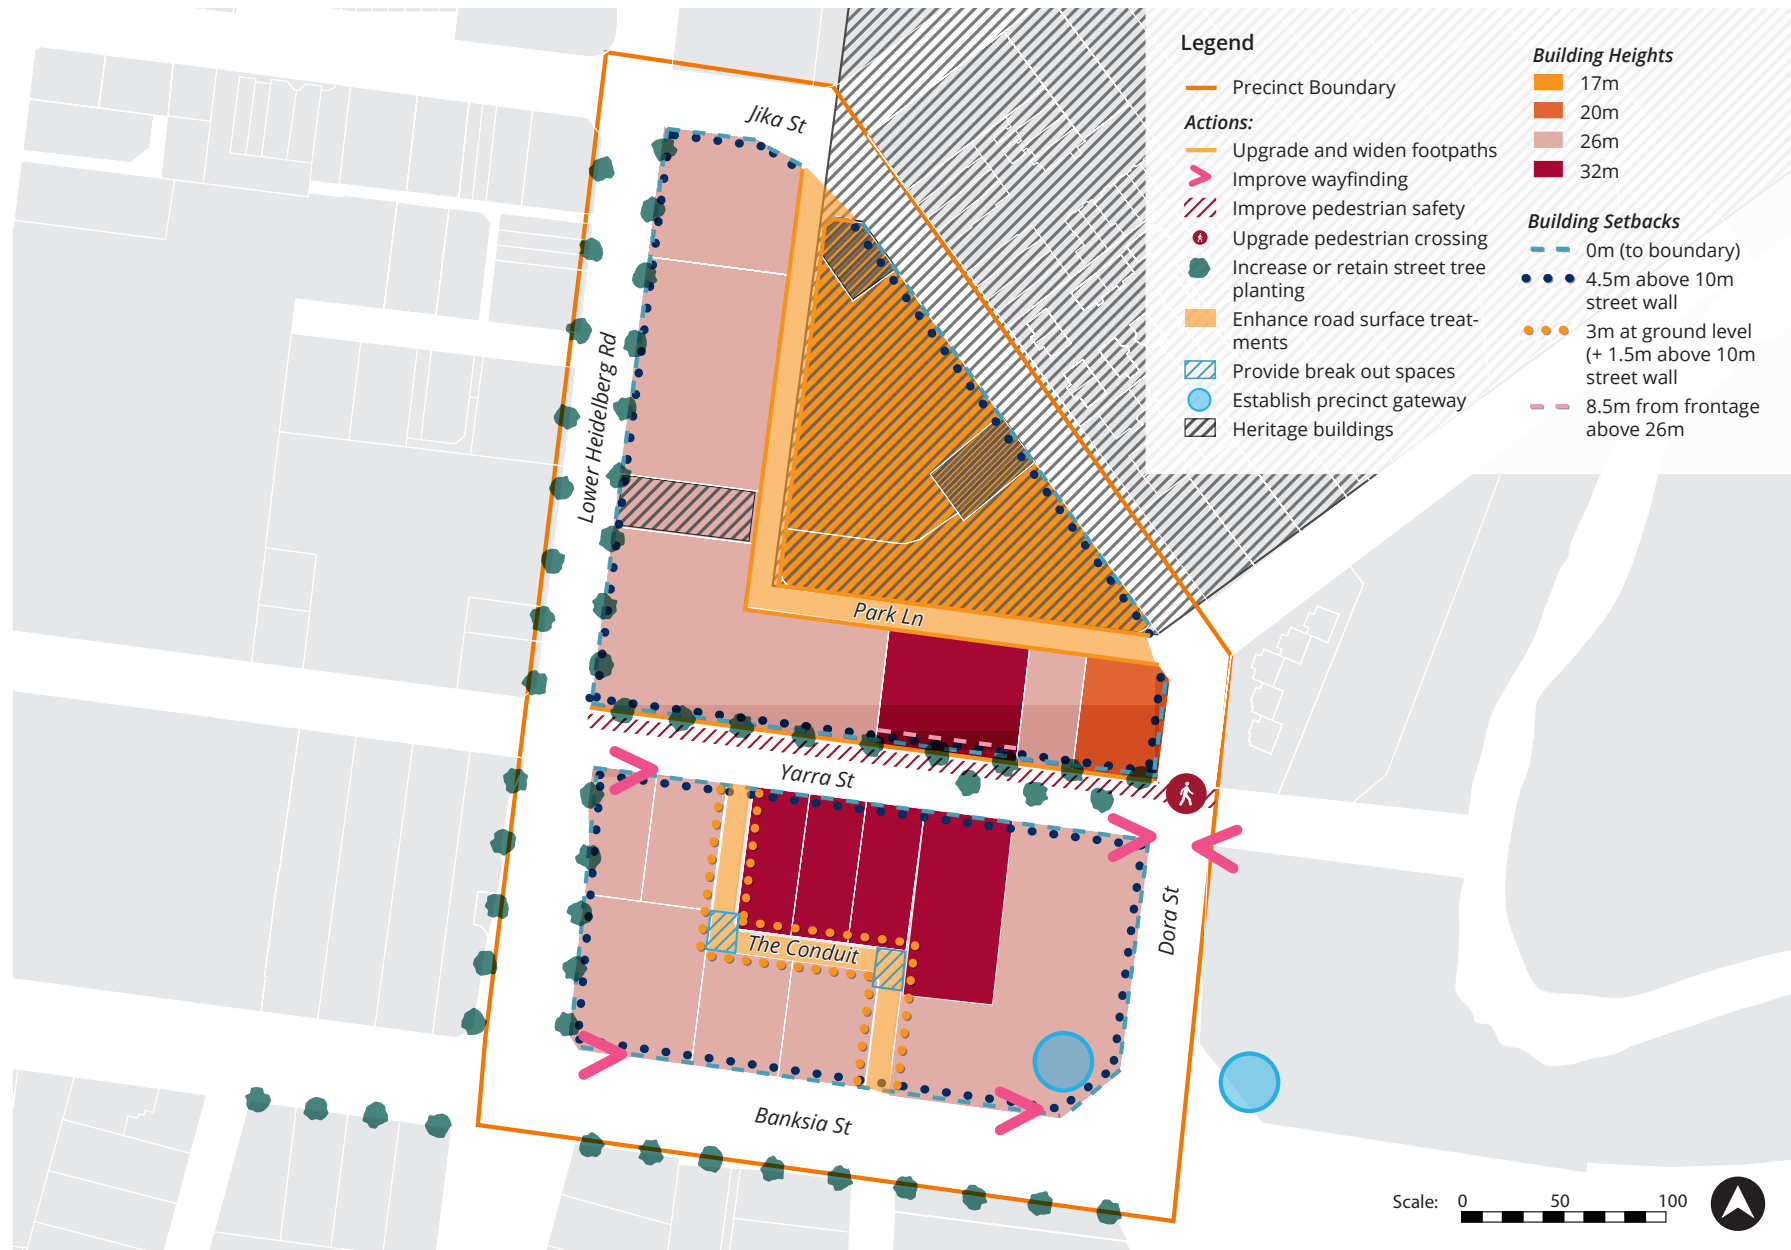 Legend
Precinct Boundary
Actions:
Upgrade and widen footpaths
Improve wayfinding
Improve pedestrian safety
Upgrade pedestrian crossing
Increase or retain street tree
planting
Enhance road surface treat-
ments
Provide break out spaces
Establish precinct gateway
Heritage buildings
Building Heights
17m
20m
26m
32m
Building Setbacks
0m (to boundary)
4.5m above 10m
street wall
3m at ground level
(+ 1.5m above 10m
street wall
8.5m from frontage
above 26m
Jika St
Lower Heidelberg Rd
Park Ln
Yarra St
The Conduit
Dora St
Banksia St
Scale:
0 50 100